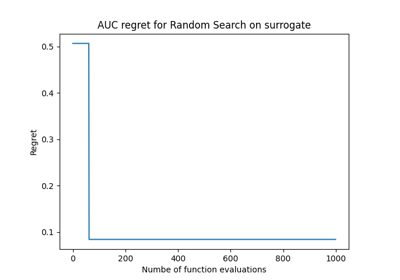 AUC regret for Random Search on surrogate
0.5
0.4
0.3
0.2
0.1
Regret
0 200 400 600 800 1000
Numbe of function evaluations